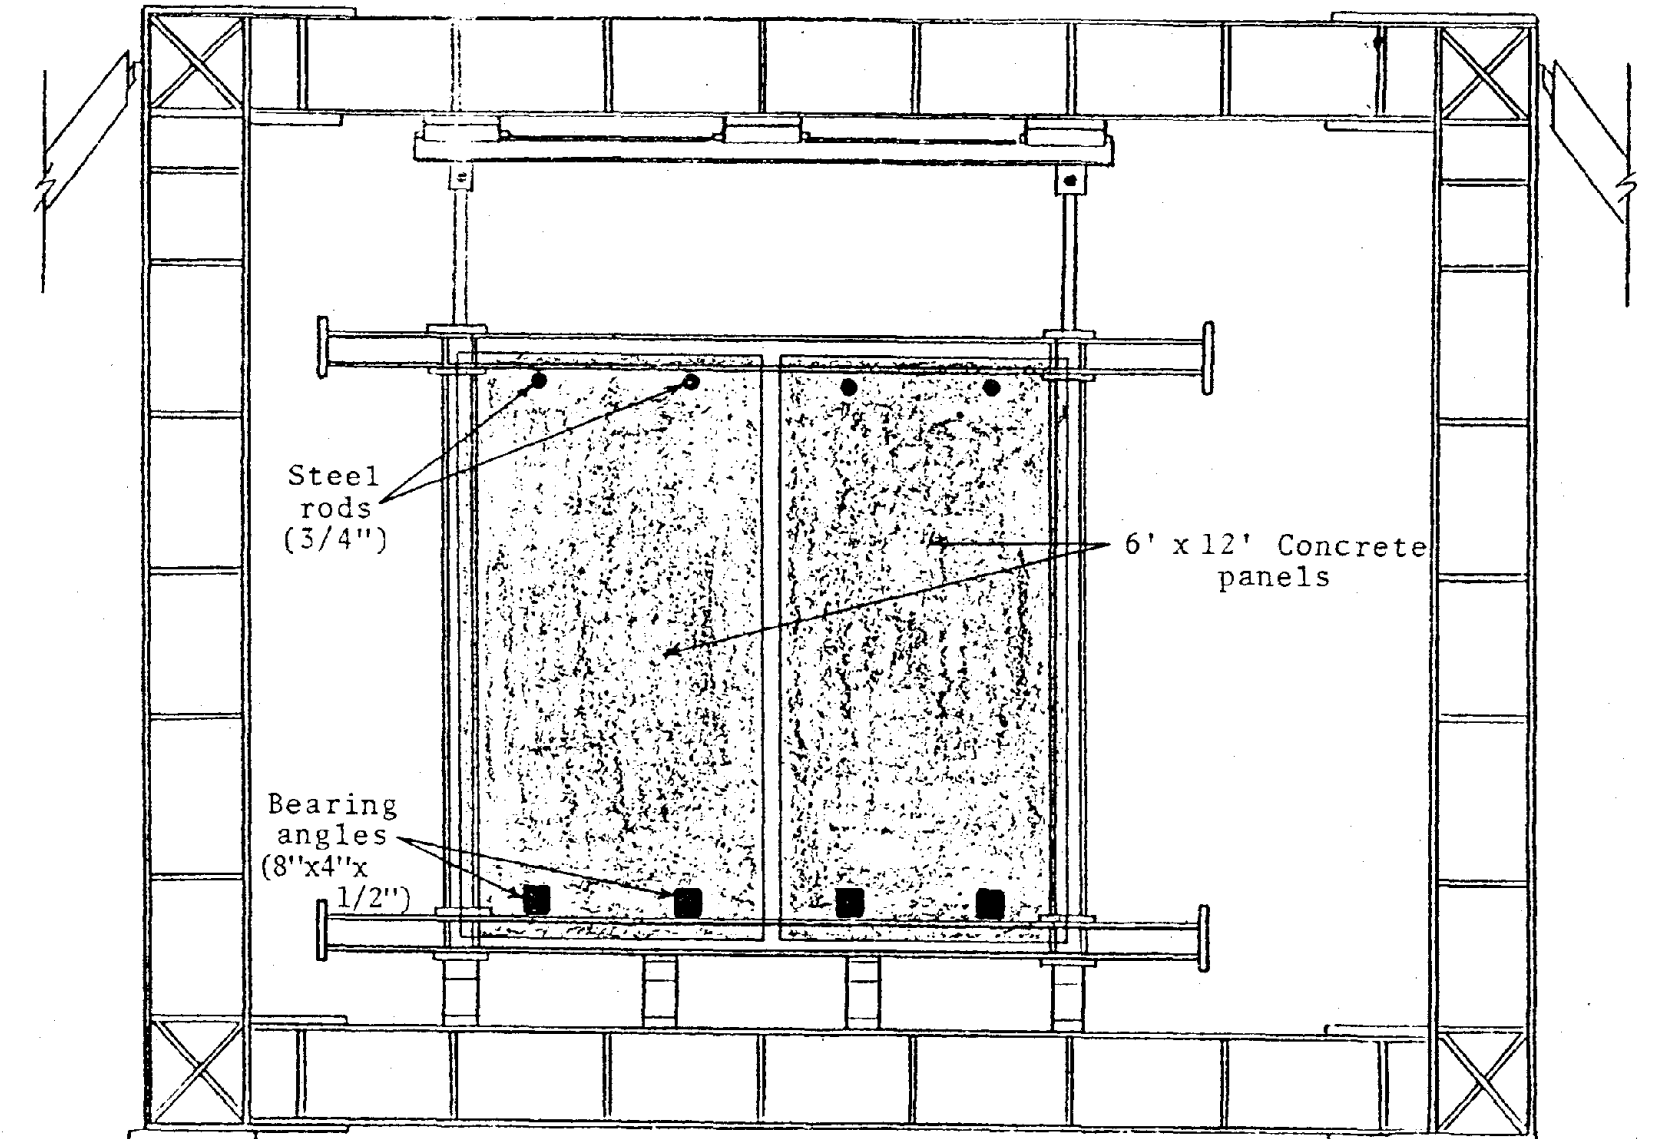 Steel
rods
(3/4")
6' x 12' Concrete
panels
Bearing
angles
(8"x4"x
1/2")